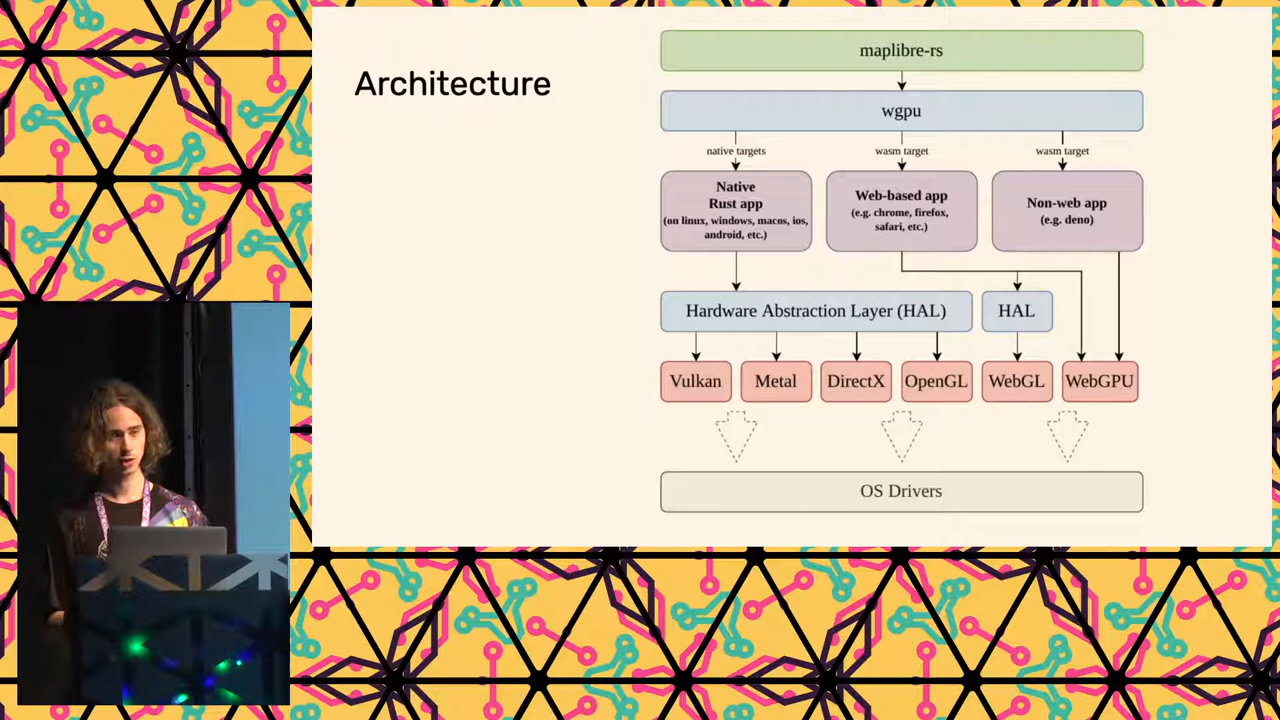 Architecture
maplibre-rs
wgpu
native targets
wasm target
wasm target
Native
Rust app
(on linux, windows, macos, ios,
android, etc.)
Web-based app
(e.g. chrome, firefox,
safari, etc.)
Non-web app
(e.g. deno)
Hardware Abstraction Layer (HAL)
HAL
Vulkan
Metal
DirectX
OpenGL
WebGL
WebGPU
OS Drivers